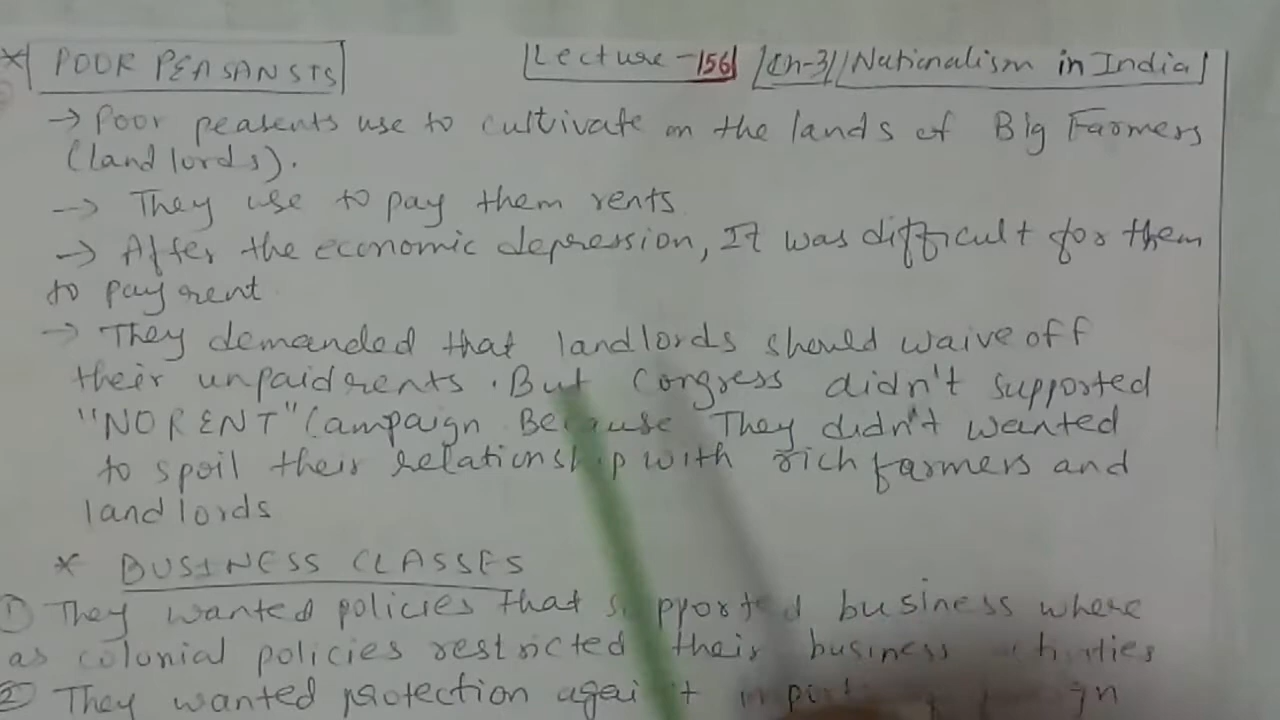 * POOR PEASANSTS
Lecture -156 Ch-3 Nationalism in India
→ Poor peasents use to cultivate on the lands of Big Farmers
(land lords).
→ They use to pay them rents
→ After the economic depression, It was difficult for them
to pay rent
→ They demanded that landlords should waive off
their unpaid rents. But Congress didn't supported
"NO RENT" Campaign Because They didn't wanted
to spoil their relationship with rich farmers and
landlords
* BUSINESS CLASSES
① They wanted policies that supported business where
as colonial policies restricted their business
② They wanted protection against